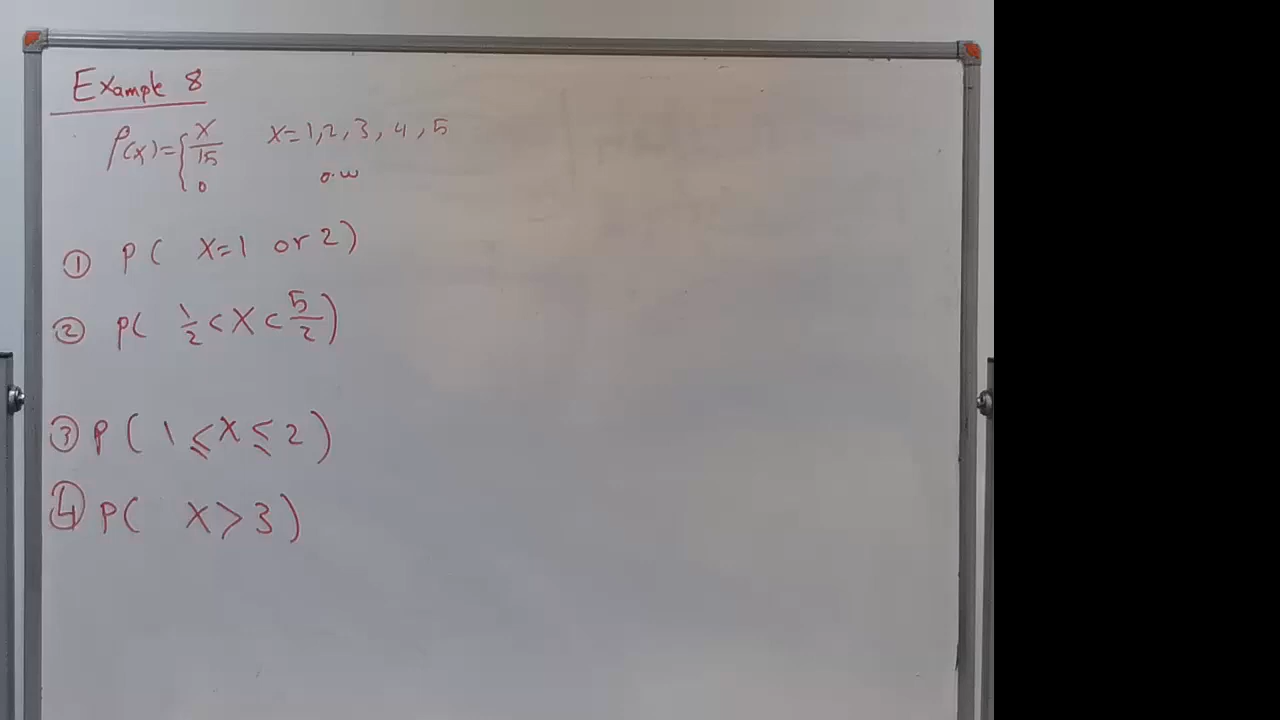 Example 8
P(x)= { x/15 x=1,2,3,4,5
0 o.w
① P( X=1 or 2)
② P( 1/2 < X < 5/2 )
③ P( 1 ≤ X ≤ 2 )
④ P( X > 3 )